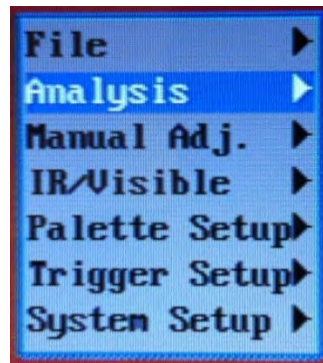 File
Analysis
Manual Adj.
IR/Visible
Palette Setup
Trigger Setup
System Setup